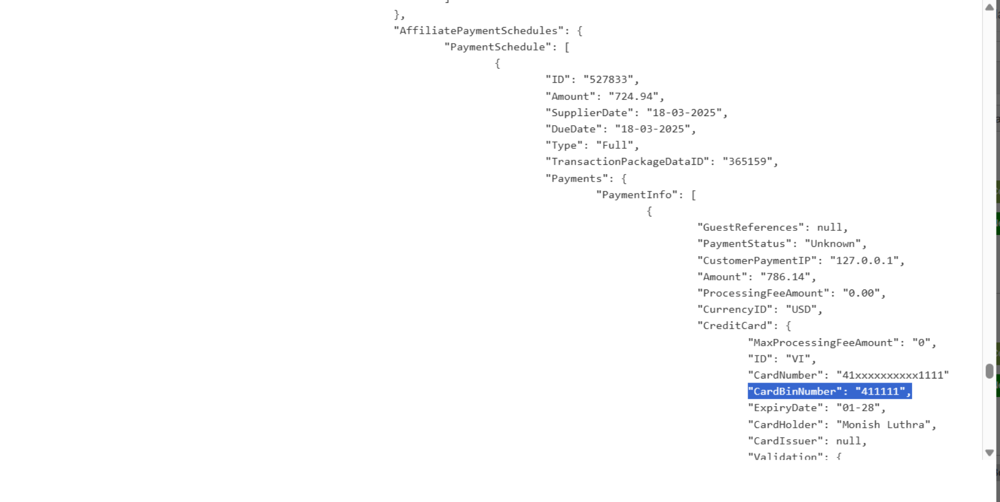 },
"AffiliatePaymentSchedules": {
"PaymentSchedule": [
{
"ID": "527833",
"Amount": "724.94",
"SupplierDate": "18-03-2025",
"DueDate": "18-03-2025",
"Type": "Full",
"TransactionPackageDataID": "365159",
"Payments": {
"PaymentInfo": [
{
"GuestReferences": null,
"PaymentStatus": "Unknown",
"CustomerPaymentIP": "127.0.0.1",
"Amount": "786.14",
"ProcessingFeeAmount": "0.00",
"CurrencyID": "USD",
"CreditCard": {
"MaxProcessingFeeAmount": "0",
"ID": "VI",
"CardNumber": "41xxxxxxxxxx1111"
"CardBinNumber": "411111",
"ExpiryDate": "01-28",
"CardHolder": "Monish Luthra",
"CardIssuer": null,
"Validation": {